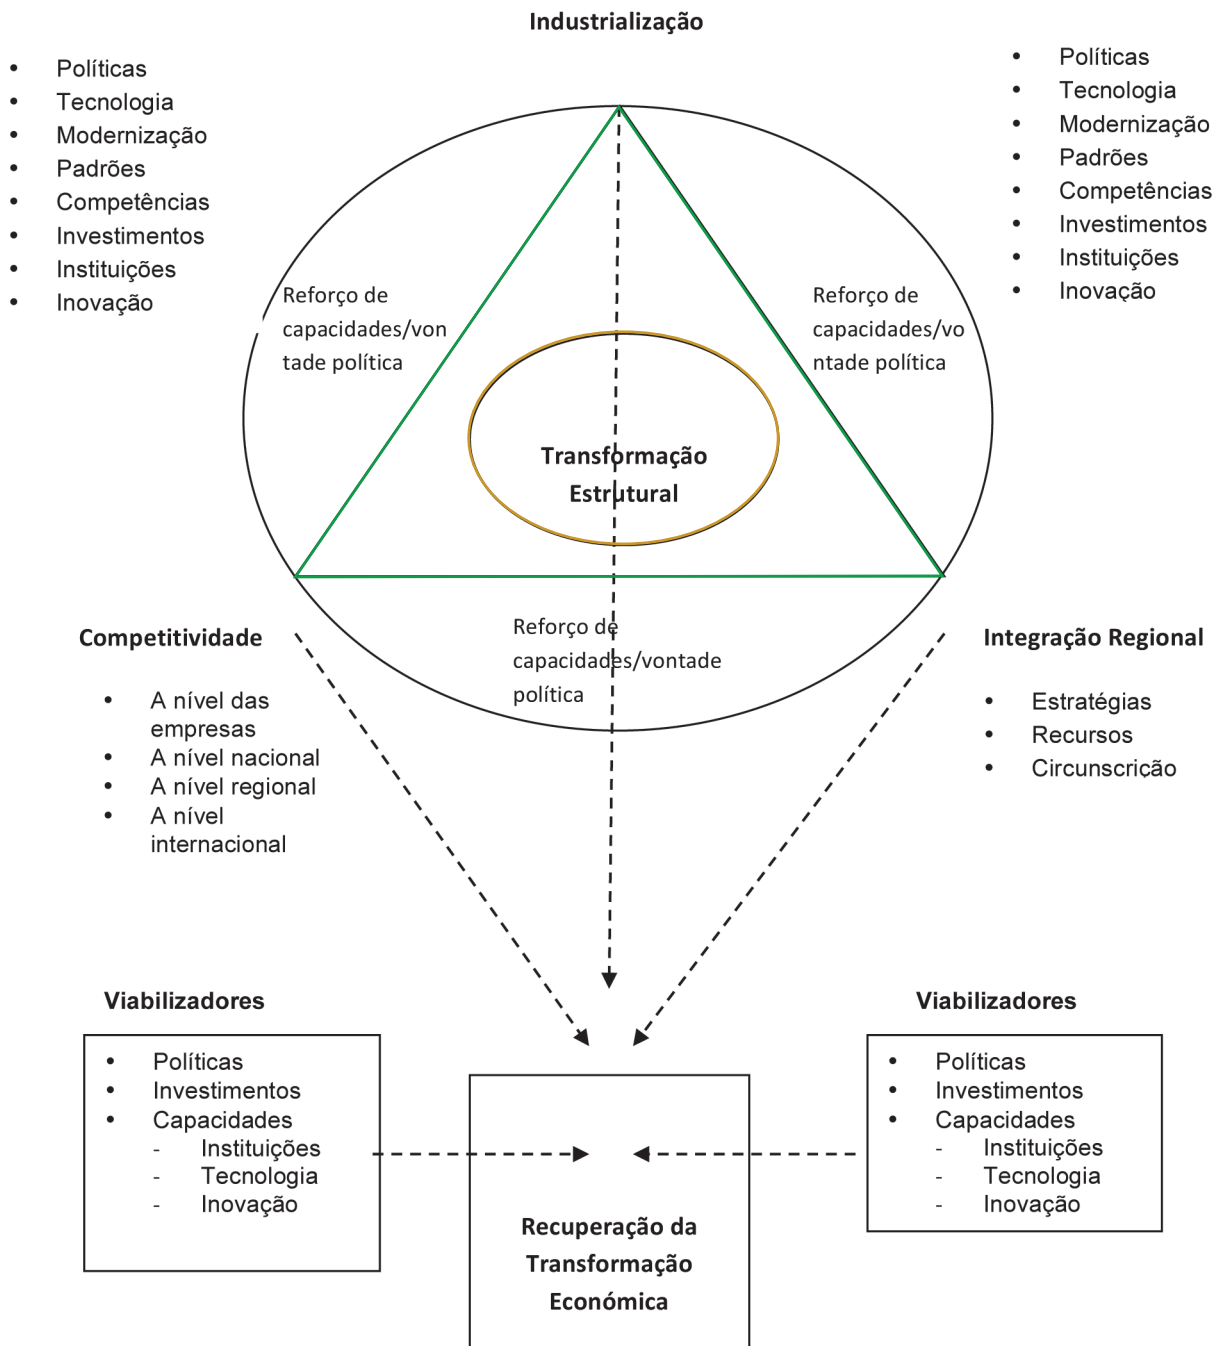 Industrialização
• Políticas
• Tecnologia
• Modernização
• Padrões
• Competências
• Investimentos
• Instituições
• Inovação
• Políticas
• Tecnologia
• Modernização
• Padrões
• Competências
• Investimentos
• Instituições
• Inovação
Reforço de
capacidades/von
tade política
Reforço de
capacidades/vo
ntade política
Transformação
Estrutural
Reforço de
capacidades/vontade
política
Competitividade
• A nível das
empresas
• A nível nacional
• A nível regional
• A nível
internacional
Integração Regional
• Estratégias
• Recursos
• Circunscrição
Viabilizadores
• Políticas
• Investimentos
• Capacidades
- Instituições
- Tecnologia
- Inovação
Viabilizadores
• Políticas
• Investimentos
• Capacidades
- Instituições
- Tecnologia
- Inovação
Recuperação da
Transformação
Económica